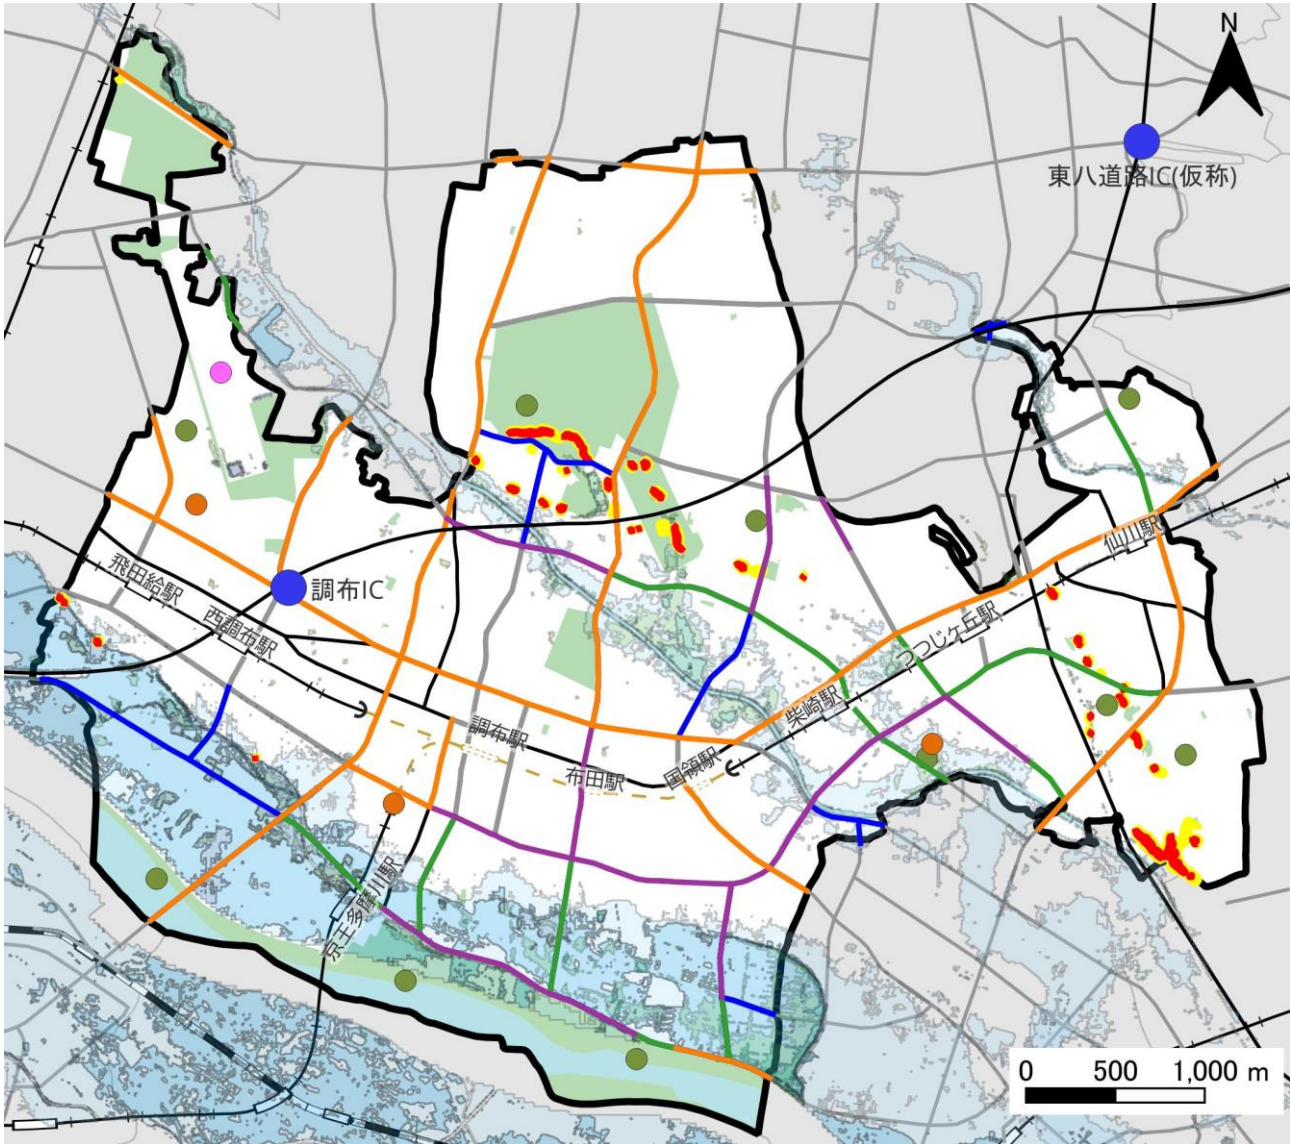 N
東八道路IC(仮称)
仙川駅
飛田給駅
調布IC
西調布駅
つつじヶ丘駅
柴崎駅
調布駅
国領駅
布田駅
京王多摩川駅
0 500 1,000 m